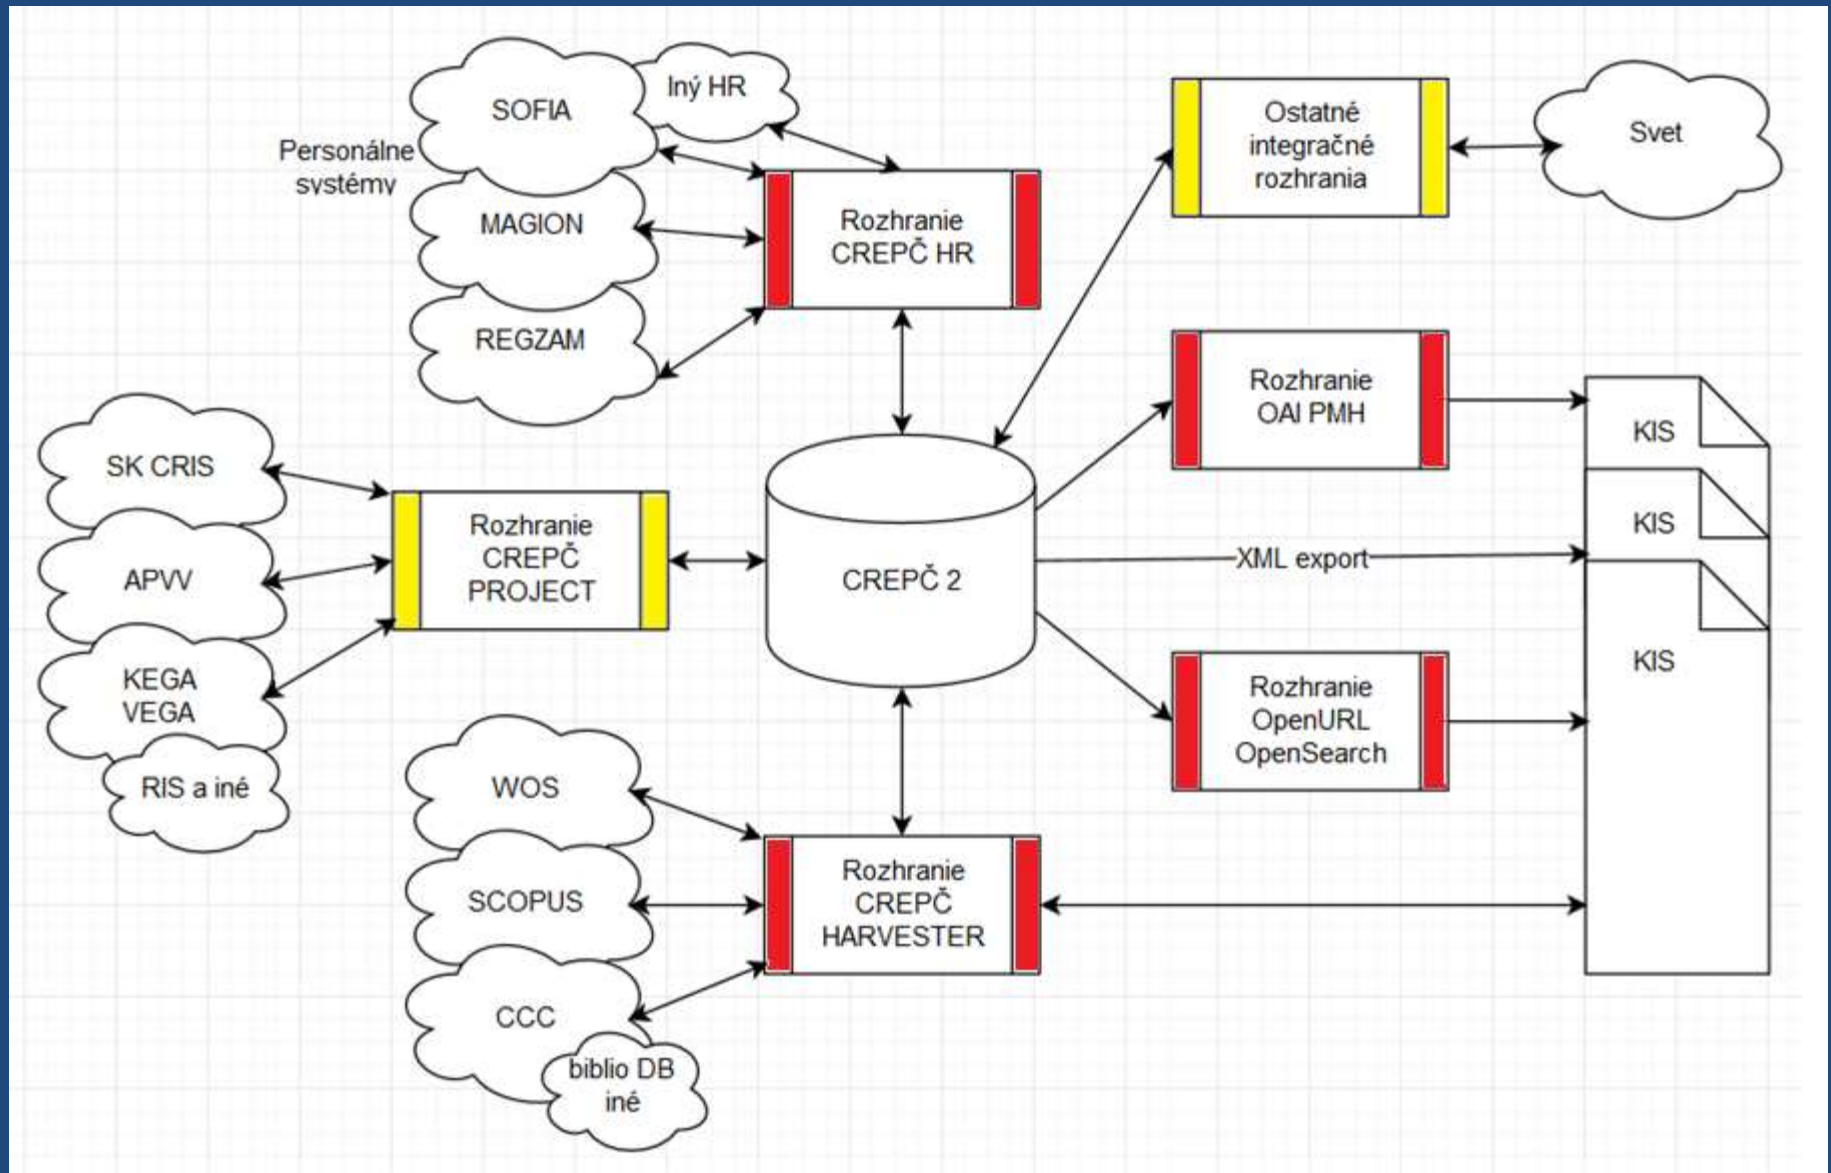 SOFIA
Iný HR
Personálne
systémy
MAGION
REGZAM
Rozhranie
CREPČ HR
Ostatné
integračné
rozhrania
Svet
Rozhranie
OAI PMH
KIS
KIS
KIS
SK CRIS
APVV
KEGA
VEGA
RIS a iné
Rozhranie
CREPČ
PROJECT
CREPČ 2
XML export
Rozhranie
OpenURL
OpenSearch
WOS
SCOPUS
CCC
biblio DB
iné
Rozhranie
CREPČ
HARVESTER